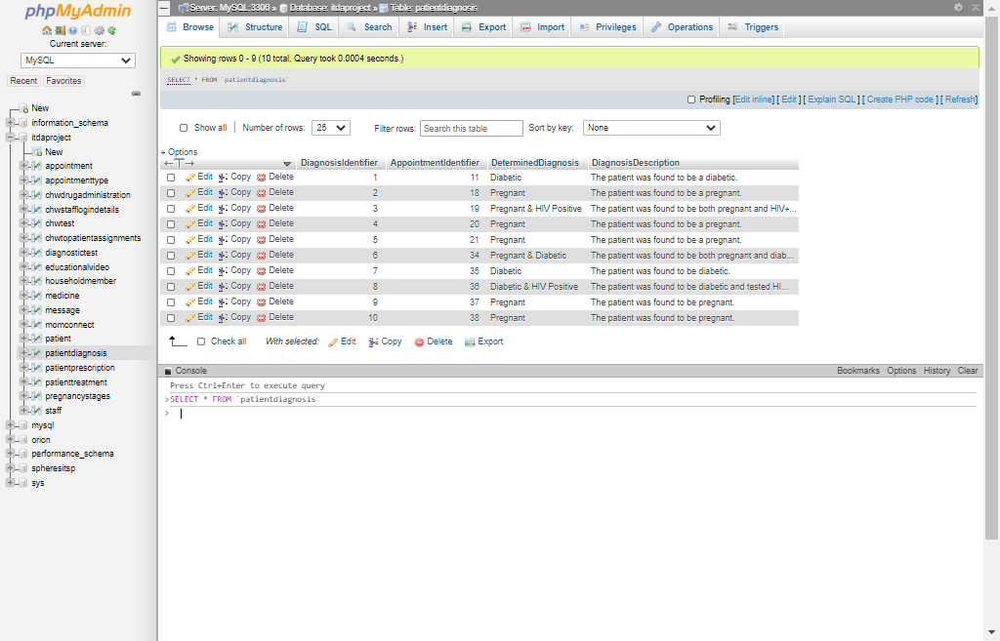 phpMyAdmin
Current server:
MySQL
Recent Favorites
New
information_schema
itdaproject
New
appointment
appointmenttype
chwdrugadministration
chwstafflogindetails
chwtest
chwtopatientassignments
diagnostictest
educationalvideo
householdmember
medicine
message
momconnect
patient
patientdiagnosis
patientprescription
patienttreatment
pregnancystages
staff
mysql
orion
performance_schema
spheresitsp
sys
Server: MySQL:3308 » Database: itdaproject » Table: patientdiagnosis
Browse Structure SQL Search Insert Export Import Privileges Operations Triggers
Showing rows 0 - 9 (10 total, Query took 0.0004 seconds.)
SELECT * FROM `patientdiagnosis`
Profiling [Edit inline] [ Edit ] [ Explain SQL ] [ Create PHP code ] [ Refresh]
Show all | Number of rows: 25 Filter rows: Search this table Sort by key: None
+ Options
←T→ DiagnosisIdentifier AppointmentIdentifier DeterminedDiagnosis DiagnosisDescription
Edit Copy Delete 1 11 Diabetic The patient was found to be a diabetic.
Edit Copy Delete 2 18 Pregnant The patient was found to be a pregnant.
Edit Copy Delete 3 19 Pregnant & HIV Positive The patient was found to be both pregnant and HIV+...
Edit Copy Delete 4 20 Pregnant The patient was found to be a pregnant.
Edit Copy Delete 5 21 Pregnant The patient was found to be a pregnant.
Edit Copy Delete 6 34 Pregnant & Diabetic The patient was found to be both pregnant and diab...
Edit Copy Delete 7 35 Diabetic The patient was found to be diabetic.
Edit Copy Delete 8 36 Diabetic & HIV Positive The patient was found to be diabetic and tested HI...
Edit Copy Delete 9 37 Pregnant The patient was found to be pregnant.
Edit Copy Delete 10 38 Pregnant The patient was found to be pregnant.
Check all With selected: Edit Copy Delete Export
Console Bookmarks Options History Clear
Press Ctrl+Enter to execute query
>SELECT * FROM `patientdiagnosis`
>